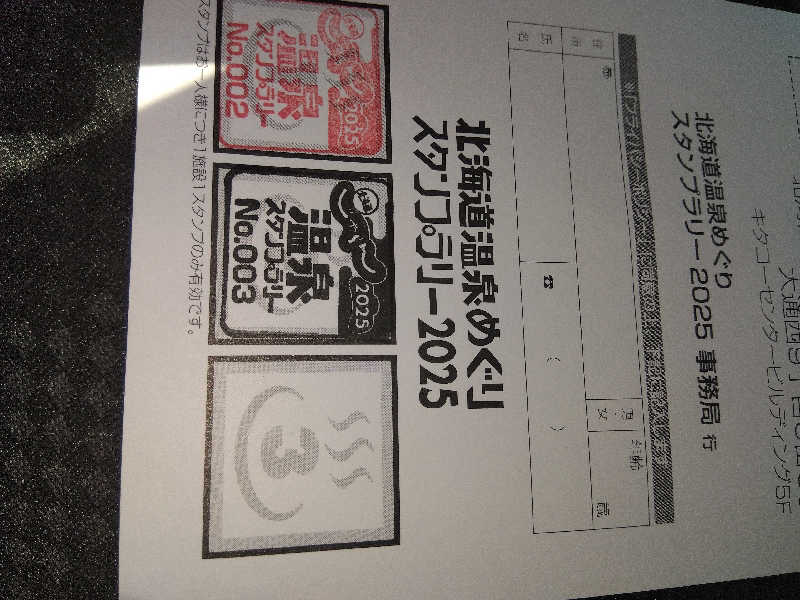 キタコーセンタービルディング5F
北海道温泉めぐり
スタンプラリー2025 事務局 行
住所
〒
氏名
☎ ( )
男・女
年齢
歳
北海道温泉めぐり
スタンプラリー2025
2025
温泉
スタンプラリー
No.002
2025
温泉
スタンプラリー
No.003
3
スタンプはお一人様につき1施設1スタンプのみ有効です。